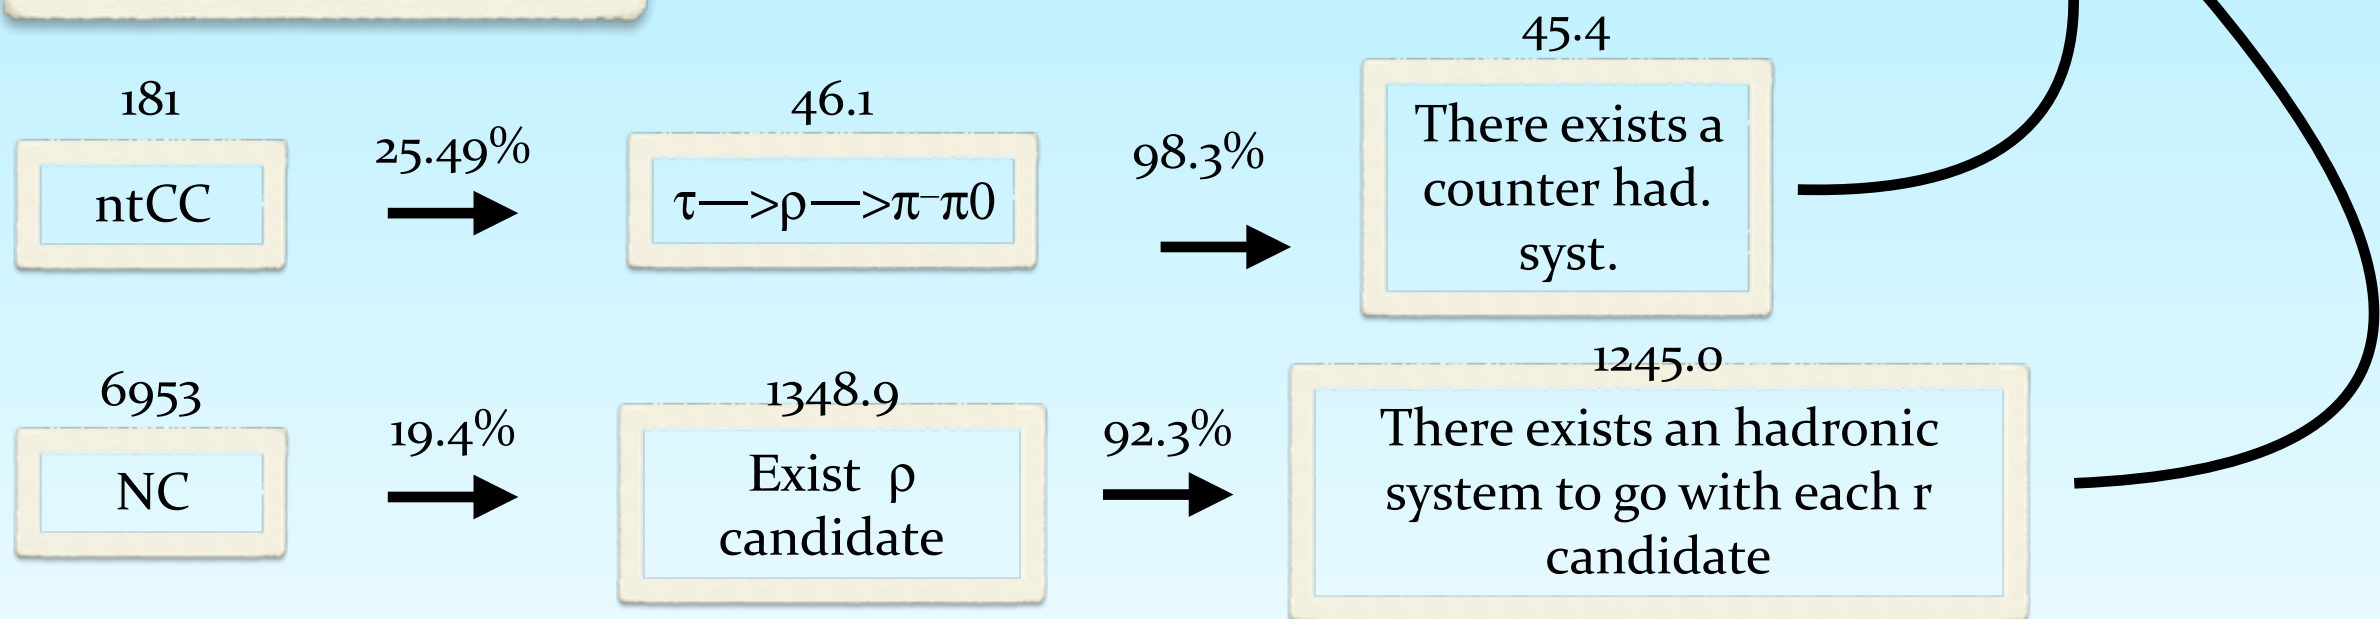 181
ntCC
25.49%
46.1
τ—>ρ—>π⁻π0
98.3%
45.4
There exists a
counter had.
syst.
6953
NC
19.4%
1348.9
Exist ρ
candidate
92.3%
1245.0
There exists an hadronic
system to go with each r
candidate